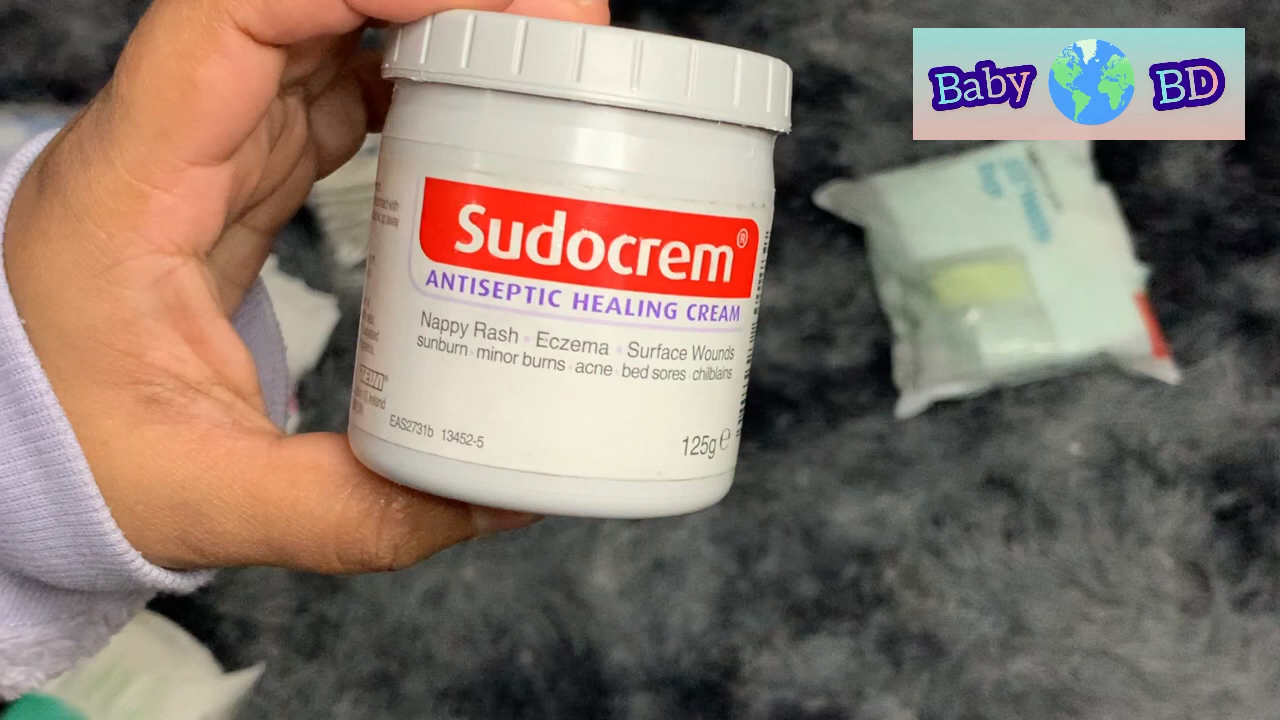 Baby BD
Sudocrem®
ANTISEPTIC HEALING CREAM
Nappy Rash • Eczema • Surface Wounds
sunburn • minor burns • acne • bed sores chilblains
EAS2731b 13452-5
125g ℮